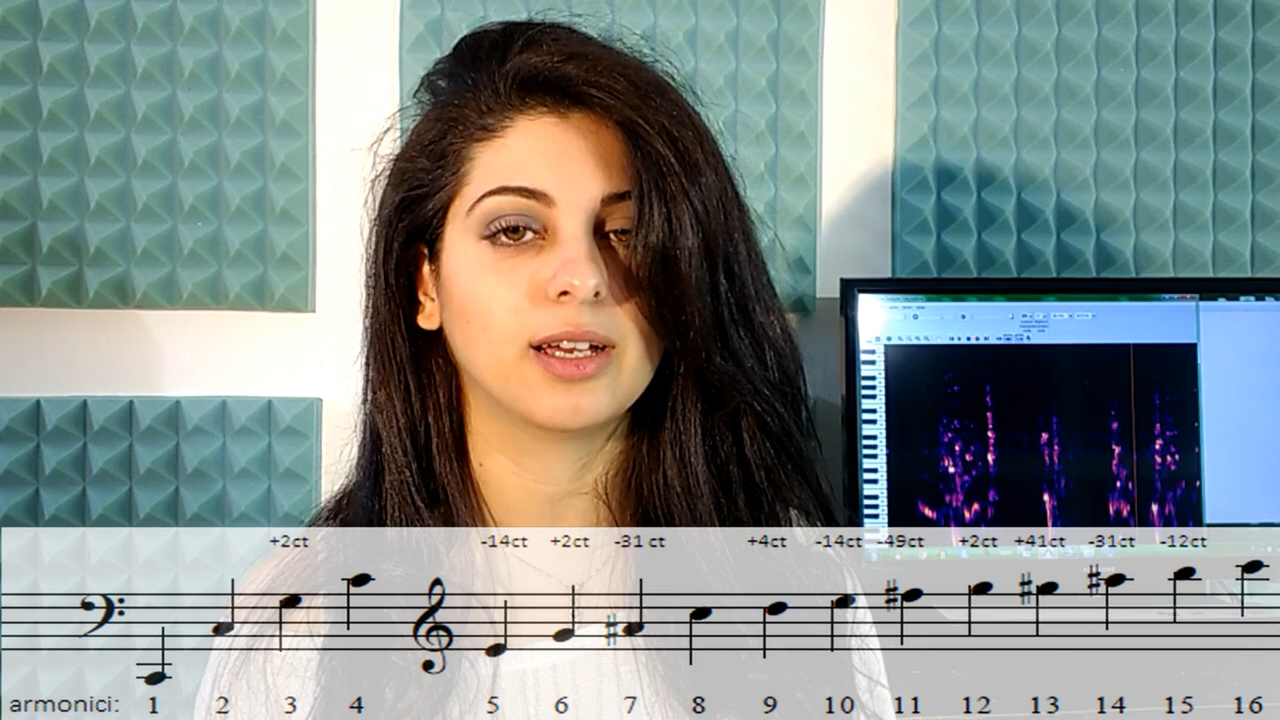 +2ct -14ct +2ct -31 ct +4ct -14ct -49ct +2ct +41ct -31ct -12ct
armonici: 1 2 3 4 5 6 7 8 9 10 11 12 13 14 15 16